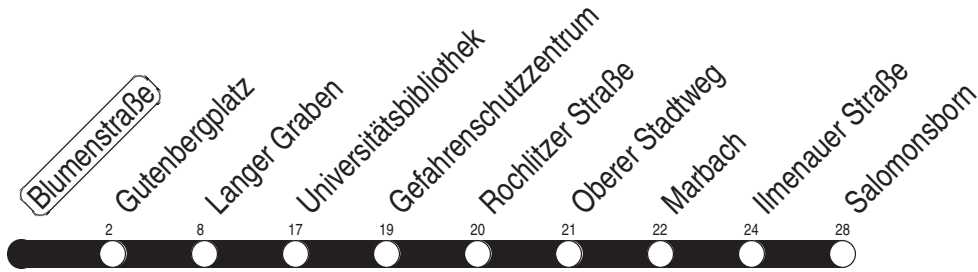 Blumenstraße
Gutenbergplatz
Langer Graben
Universitätsbibliothek
Gefahrenschutzzentrum
Rochlitzer Straße
Oberer Stadtweg
Marbach
Ilmenauer Straße
Salomonsborn
2 8 17 19 20 21 22 24 28